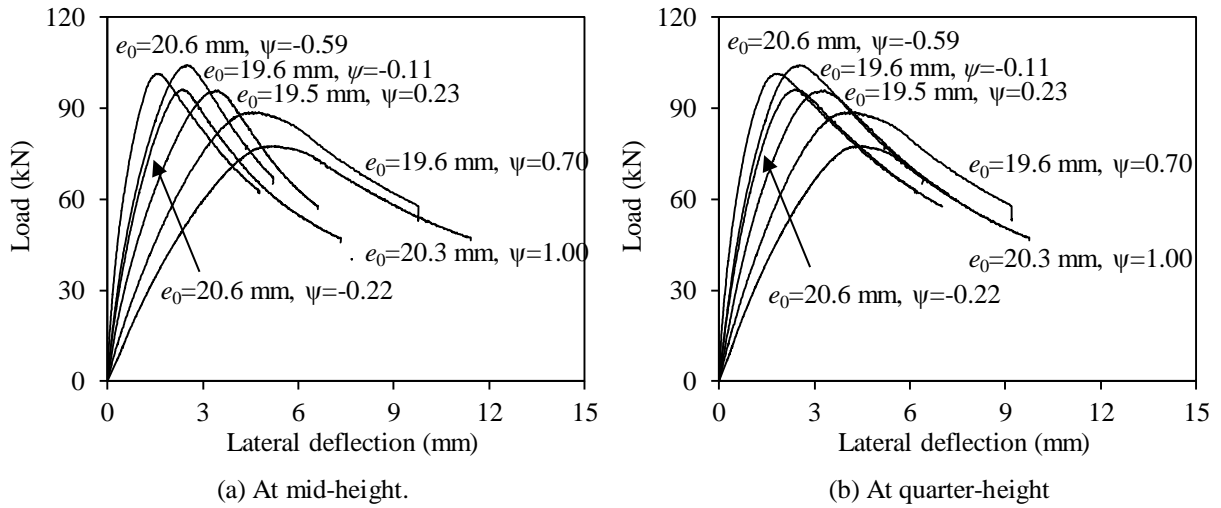 120
90
60
30
0
Load (kN)
e0=20.6 mm, ψ=-0.59
e0=19.6 mm, ψ=-0.11
e0=19.5 mm, ψ=0.23
e0=19.6 mm, ψ=0.70
e0=20.3 mm, ψ=1.00
e0=20.6 mm, ψ=-0.22
0 3 6 9 12 15
Lateral deflection (mm)
(a) At mid-height.
120
90
60
30
0
Load (kN)
e0=20.6 mm, ψ=-0.59
e0=19.6 mm, ψ=-0.11
e0=19.5 mm, ψ=0.23
e0=19.6 mm, ψ=0.70
e0=20.3 mm, ψ=1.00
e0=20.6 mm, ψ=-0.22
0 3 6 9 12 15
Lateral deflection (mm)
(b) At quarter-height